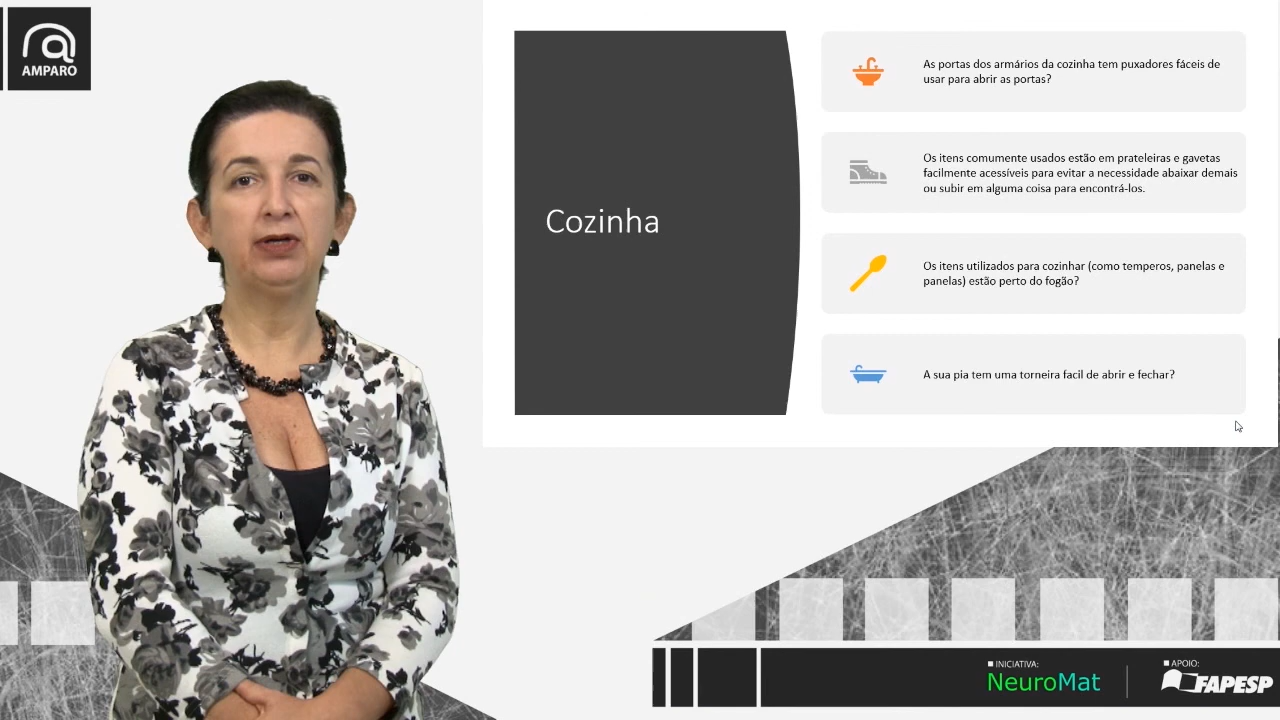 AMPARO
Cozinha
As portas dos armários da cozinha tem puxadores fáceis de
usar para abrir as portas?
Os itens comumente usados estão em prateleiras e gavetas
facilmente acessíveis para evitar a necessidade abaixar demais
ou subir em alguma coisa para encontrá-los.
Os itens utilizados para cozinhar (como temperos, panelas e
panelas) estão perto do fogão?
A sua pia tem uma torneira facil de abrir e fechar?
INICIATIVA:
NeuroMat
APOIO:
FAPESP